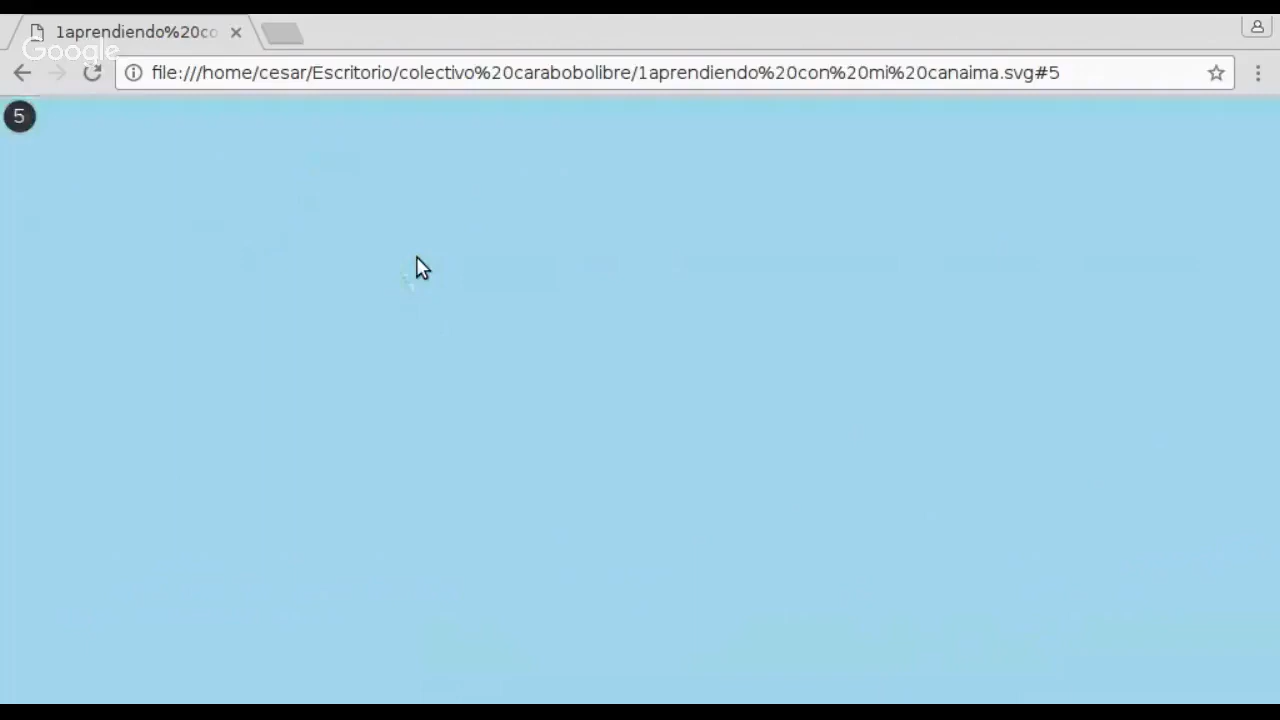 1aprendiendo%20co
Google
file:///home/cesar/Escritorio/colectivo%20carabobolibre/1aprendiendo%20con%20mi%20canaima.svg#5
5